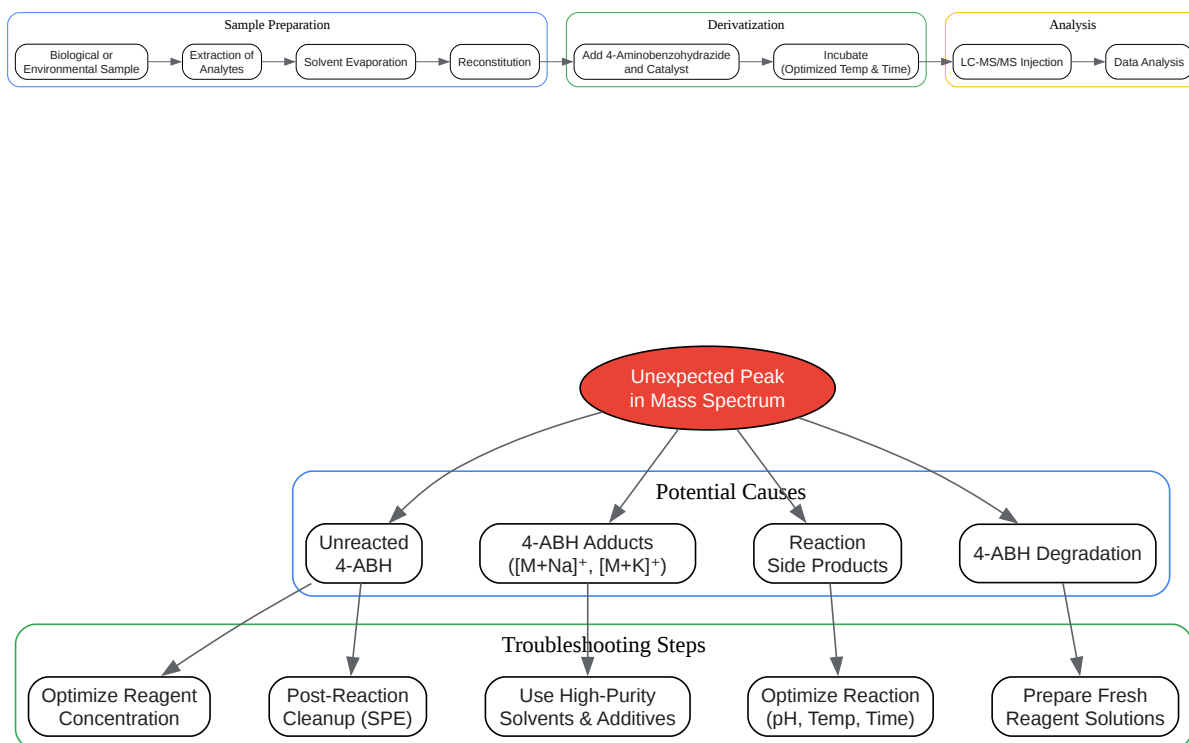 Sample Preparation
Derivatization
Analysis
Biological or
Environmental Sample
Extraction of
Analytes
Solvent Evaporation
Reconstitution
Add 4-Aminobenzohydrazide
and Catalyst
Incubate
(Optimized Temp & Time)
LC-MS/MS Injection
Data Analysis
Unexpected Peak
in Mass Spectrum
Potential Causes
Unreacted
4-ABH
4-ABH Adducts
([M+Na]⁺, [M+K]⁺)
Reaction
Side Products
4-ABH Degradation
Troubleshooting Steps
Optimize Reagent
Concentration
Post-Reaction
Cleanup (SPE)
Use High-Purity
Solvents & Additives
Optimize Reaction
(pH, Temp, Time)
Prepare Fresh
Reagent Solutions